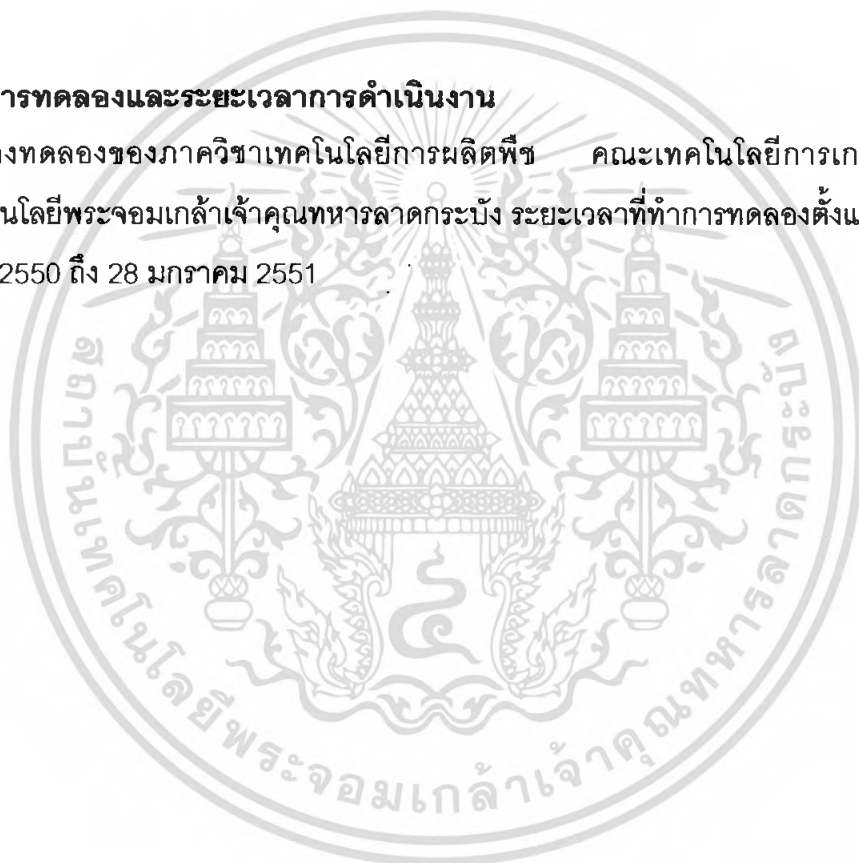 ารทดลองและระยะเวลาการดำเนินงาน
งทดลองของภาควิชาเทคโนโลยีการผลิตพืช คณะเทคโนโลยีการเก
นโลยีพระจอมเกล้าเจ้าคุณทหารลาดกระบัง ระยะเวลาที่ทำการทดลองตั้งแ
2550 ถึง 28 มกราคม 2551
สถาบันเทคโนโลยีพระจอมเกล้าเจ้าคุณทหารลาดกระบัง
๔